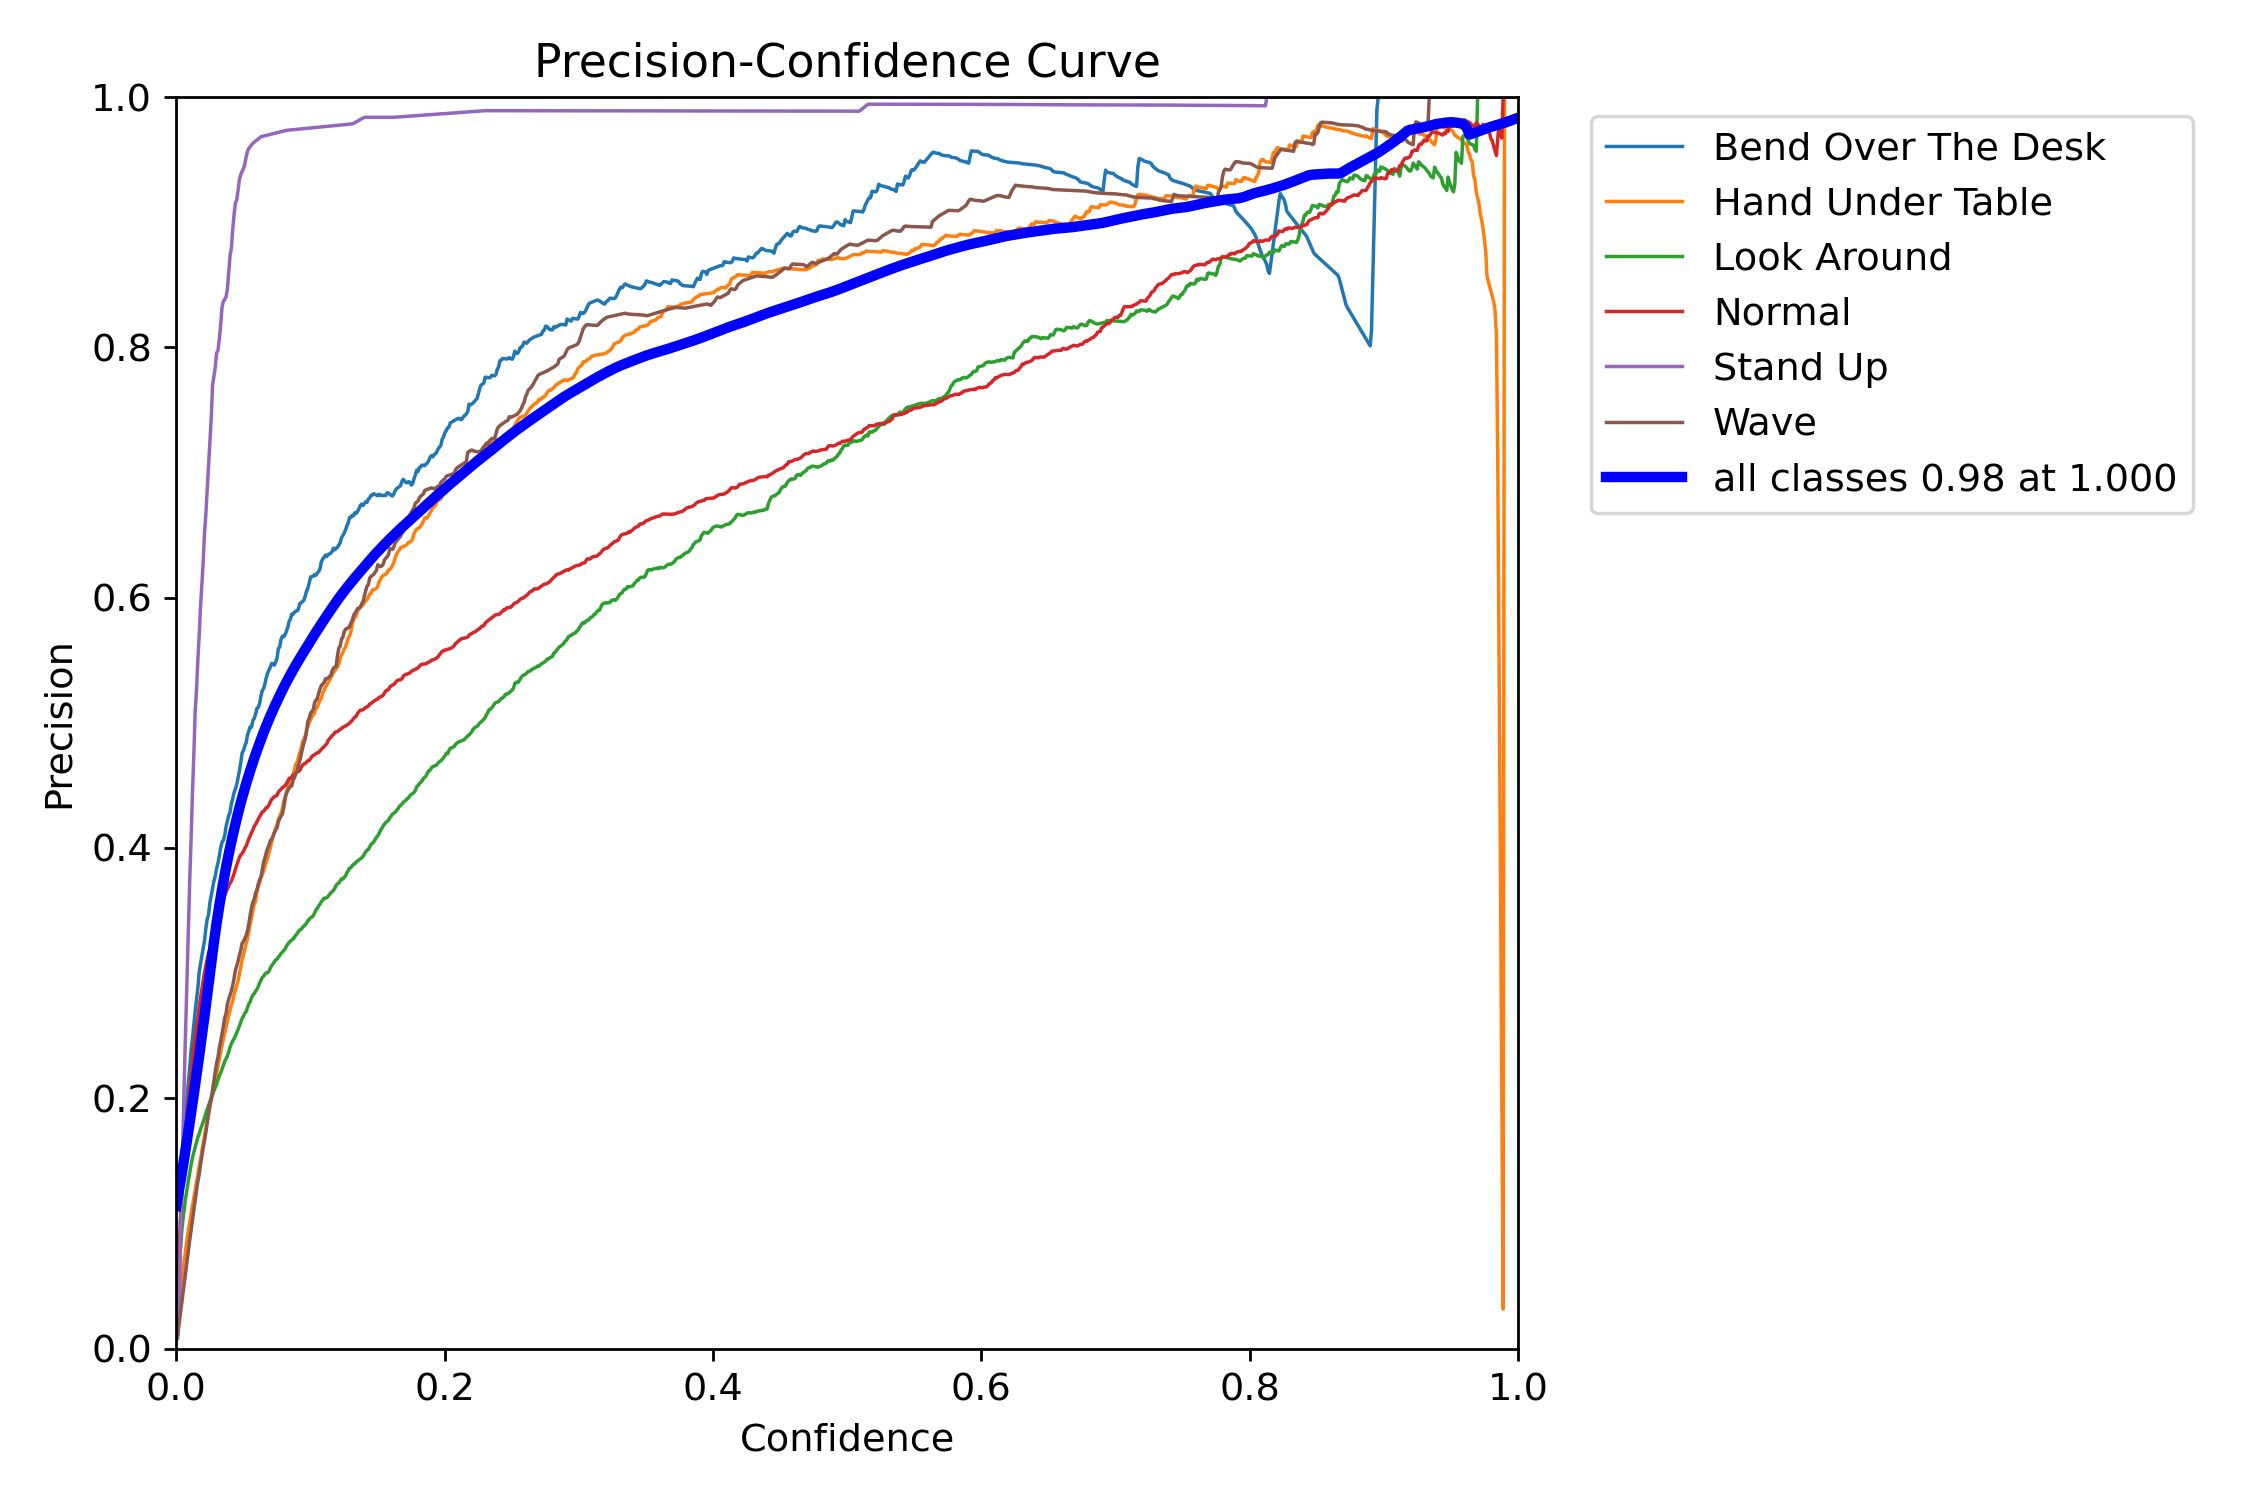 Precision-Confidence Curve
1.0
0.8
0.6
0.4
0.2
0.0
Precision
0.0 0.2 0.4 0.6 0.8 1.0
Confidence
Bend Over The Desk
Hand Under Table
Look Around
Normal
Stand Up
Wave
all classes 0.98 at 1.000